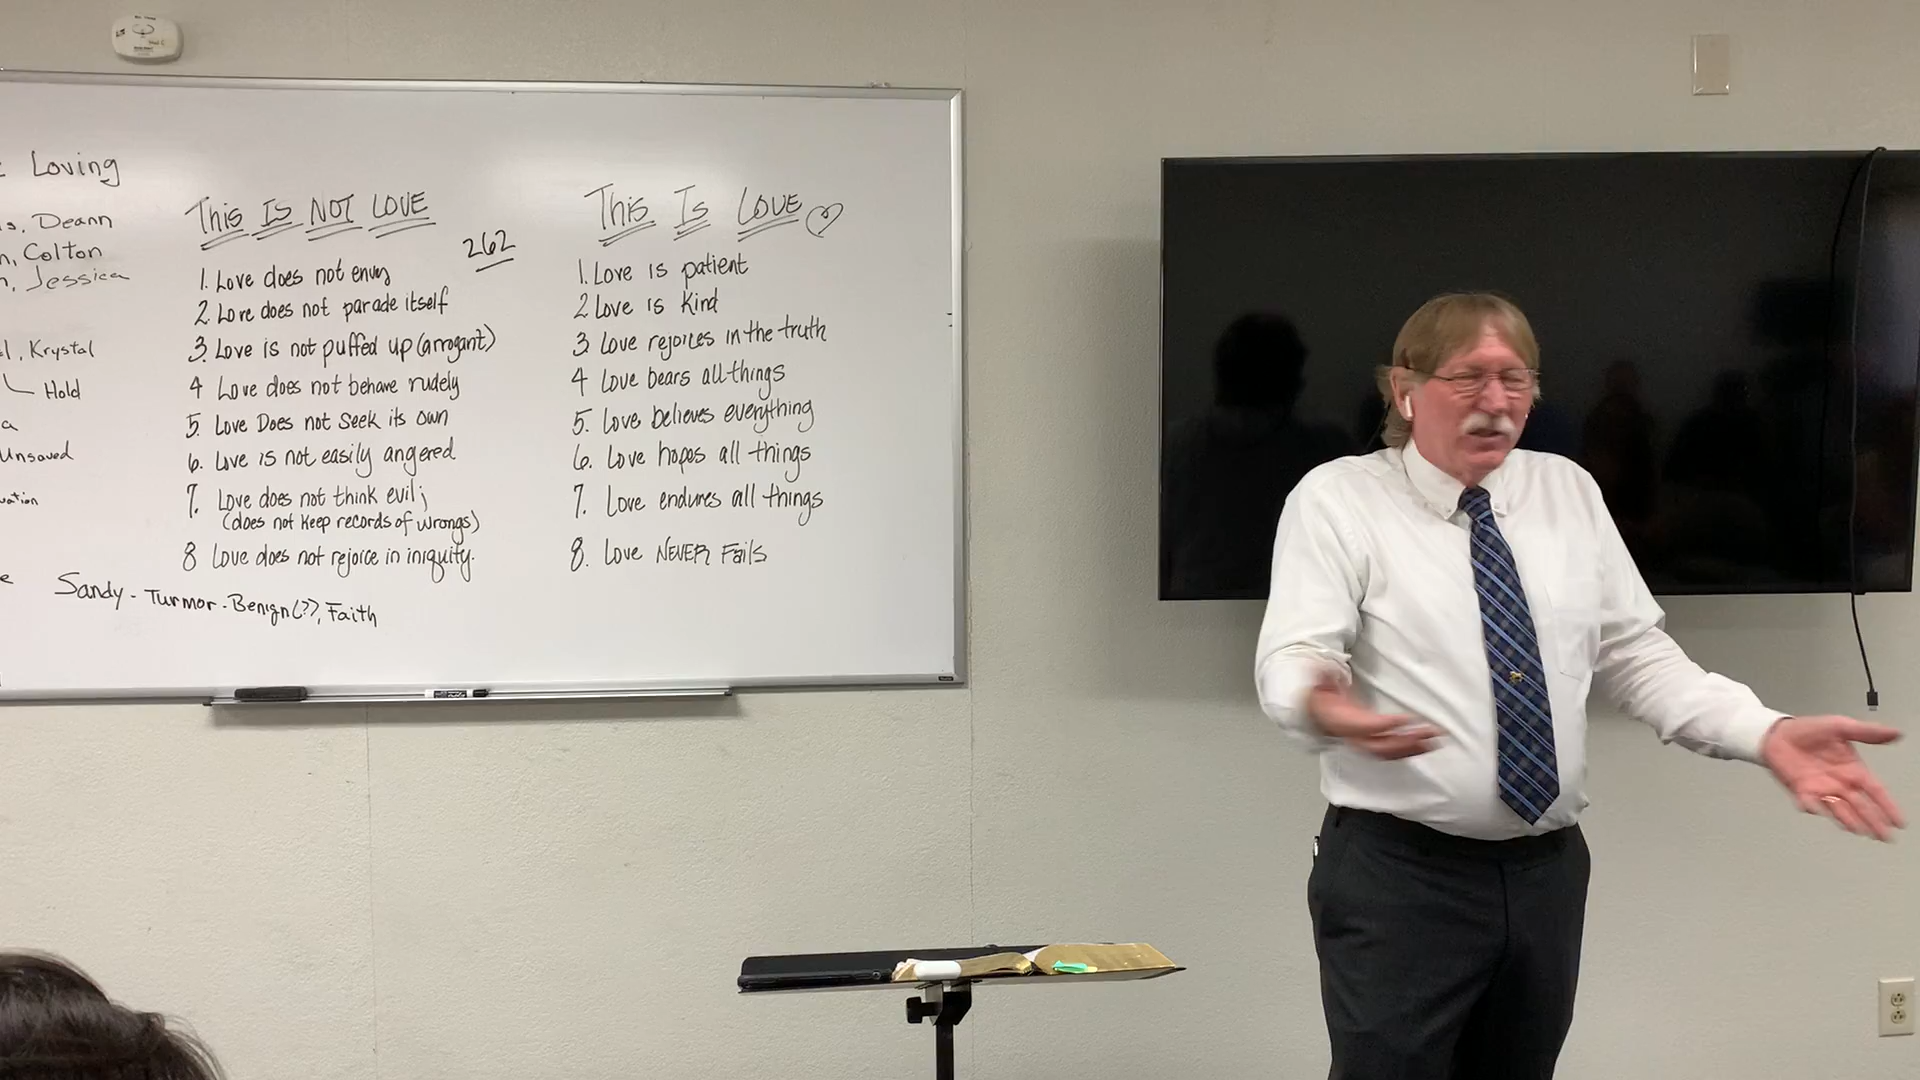 Loving
Deann
Colton
Jessica
Krystal
Hold
Unsaved
This IS NOT LOVE
262
1. Love does not envy
2. Love does not parade itself
3. Love is not puffed up (arrogant)
4 Love does not behave rudely
5. Love Does not Seek its own
6. Love is not easily angered
7. Love does not think evil;
(does not keep records of wrongs)
8 Love does not rejoice in iniquity.
Sandy - Turmor - Benign (??), Faith
This Is LOVE
1. Love is patient
2 Love is Kind
3 Love rejoices in the truth
4 Love bears all things
5. Love believes everything
6. Love hopes all things
7. Love endures all things
8. Love NEVER Fails